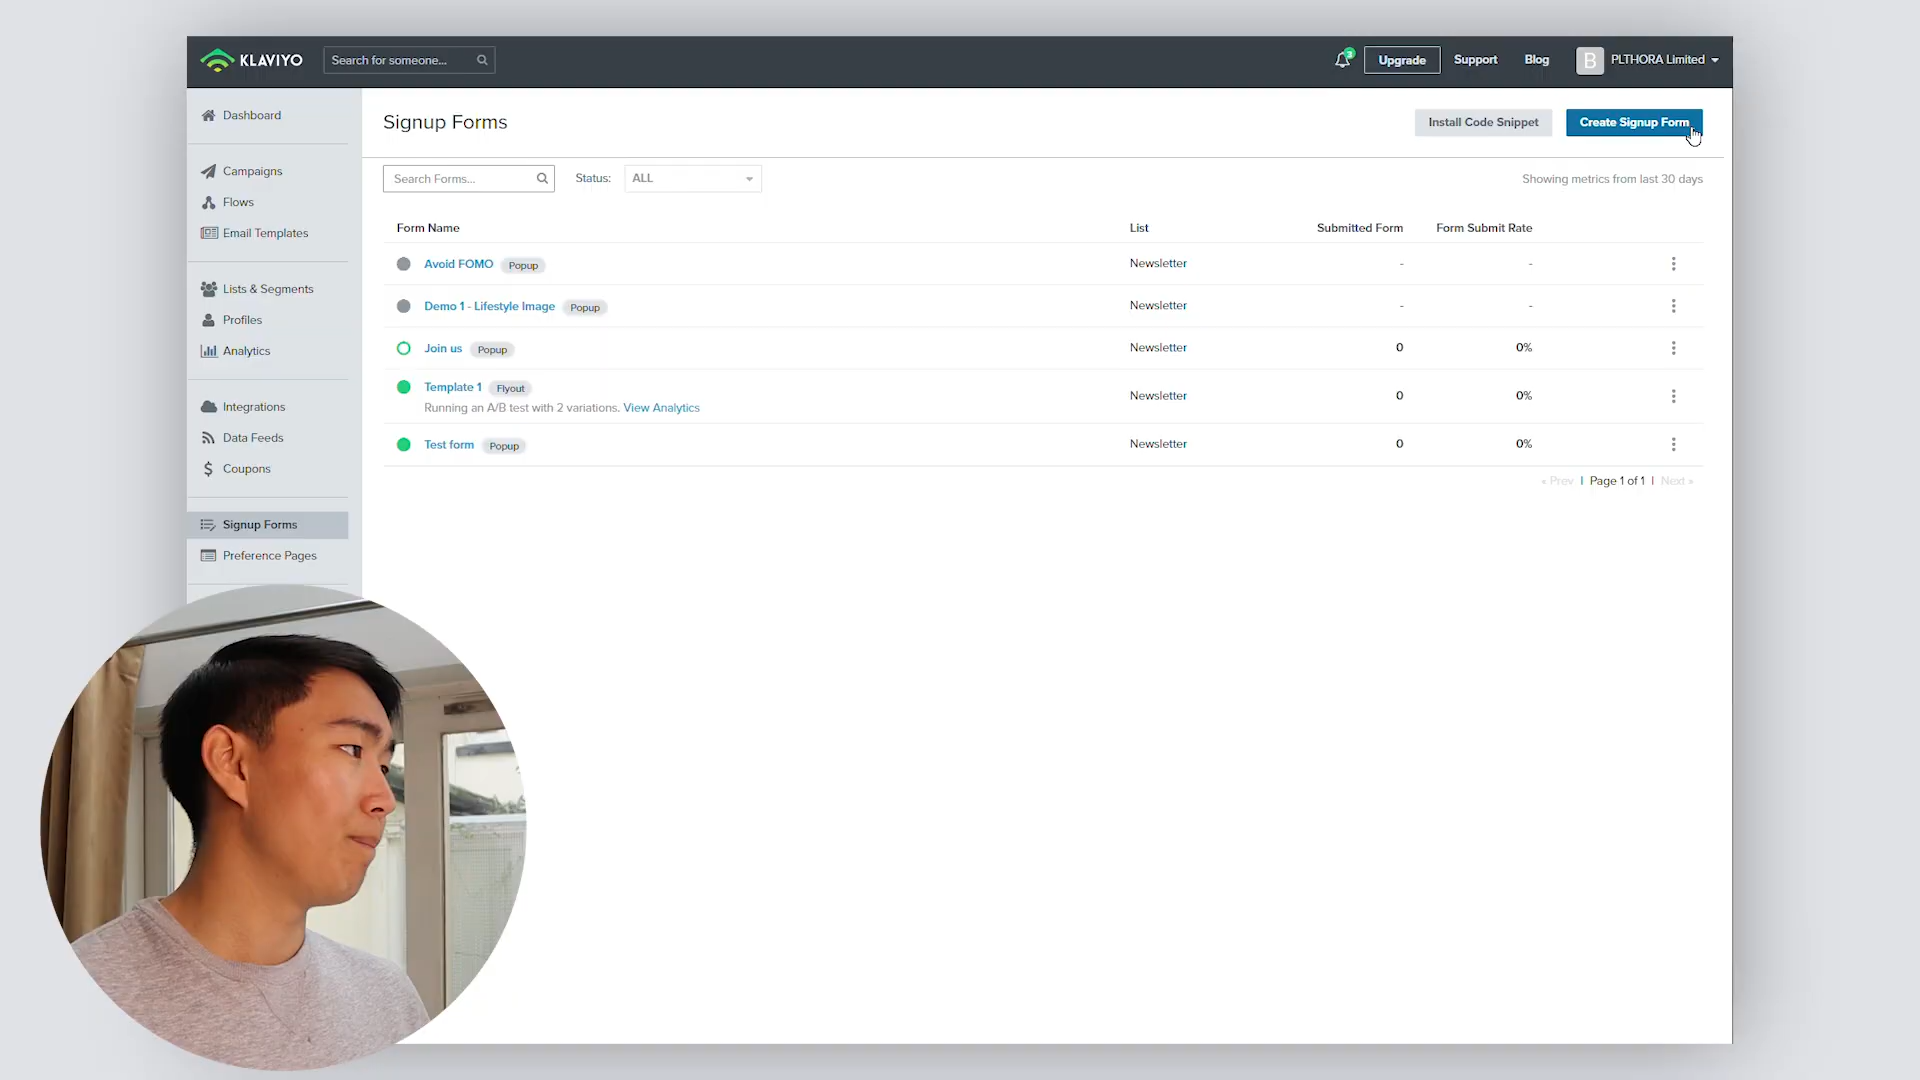 KLAVIYO
Search for someone...
3
Upgrade
Support
Blog
B
PLTHORA Limited
Dashboard
Campaigns
Flows
Email Templates
Lists & Segments
Profiles
Analytics
Integrations
Data Feeds
Coupons
Signup Forms
Preference Pages
Signup Forms
Install Code Snippet
Create Signup Form
Search Forms...
Status:
ALL
Showing metrics from last 30 days
Form Name List Submitted Form Form Submit Rate
Avoid FOMO Popup Newsletter - -
Demo 1 - Lifestyle Image Popup Newsletter - -
Join us Popup Newsletter 0 0%
Template 1 Flyout
Running an A/B test with 2 variations. View Analytics
Newsletter 0 0%
Test form Popup Newsletter 0 0%
« Prev | Page 1 of 1 | Next »